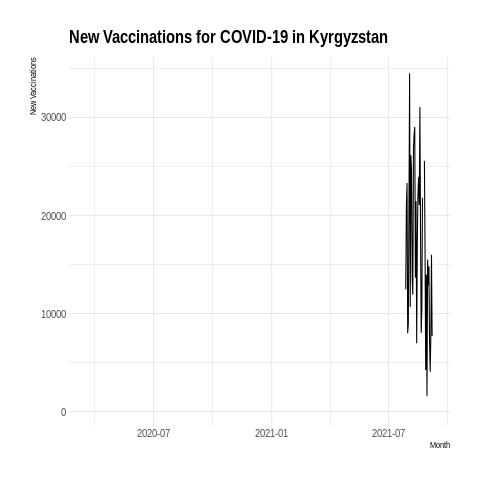 New Vaccinations for COVID-19 in Kyrgyzstan
New Vaccinations
30000
20000
10000
0
2020-07
2021-01
2021-07
Month